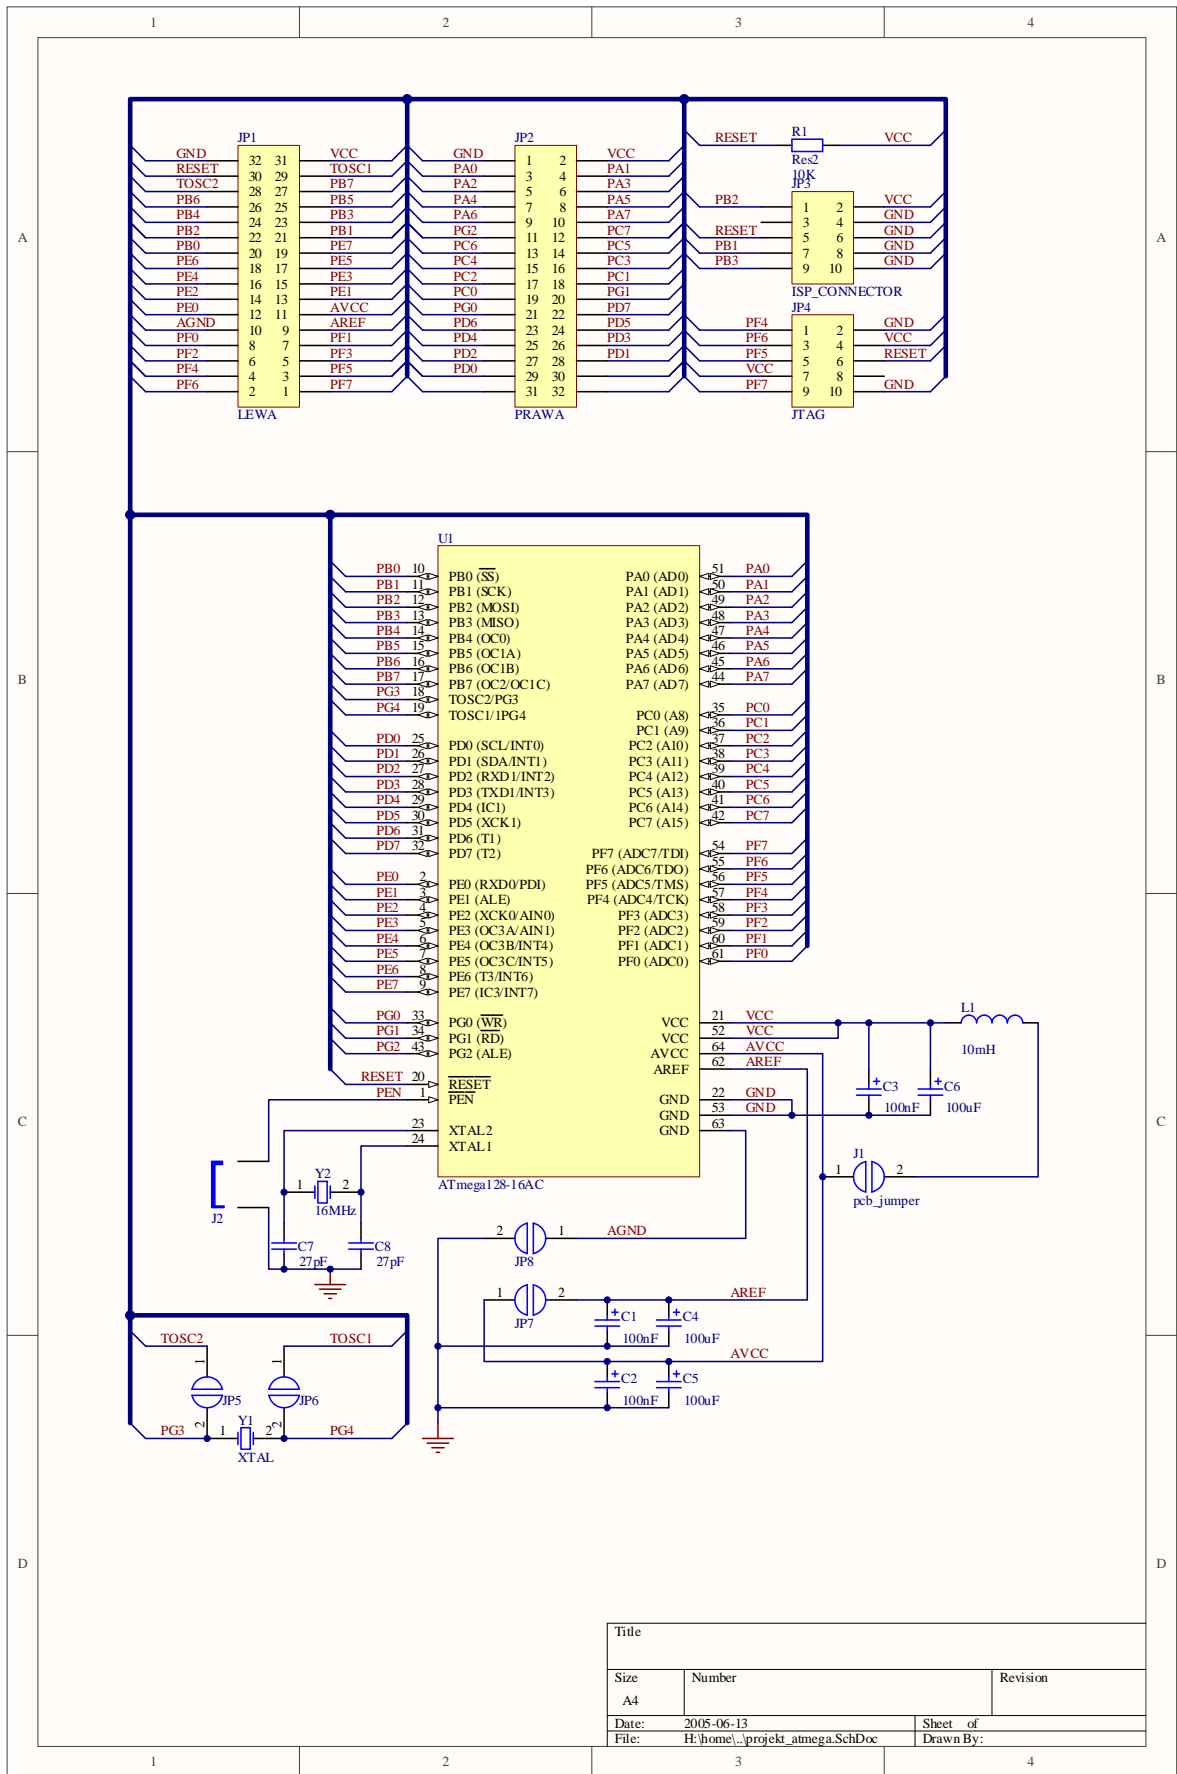 1 2 3 4
A
A
B
B
C
C
D
D
1 2 3 4
JP1
GND 32 31 VCC
RESET 30 29 TOSC1
TOSC2 28 27 PB7
PB6 26 25 PB5
PB4 24 23 PB3
PB2 22 21 PB1
PB0 20 19 PE7
PE6 18 17 PE5
PE4 16 15 PE3
PE2 14 13 PE1
PE0 12 11 AVCC
AGND 10 9 AREF
PF0 8 7 PF1
PF2 6 5 PF3
PF4 4 3 PF5
PF6 2 1 PF7
LEWA
JP2
GND 1 2 VCC
PA0 3 4 PA1
PA2 5 6 PA3
PA4 7 8 PA5
PA6 9 10 PA7
PG2 11 12 PC7
PC6 13 14 PC5
PC4 15 16 PC3
PC2 17 18 PC1
PC0 19 20 PG1
PG0 21 22 PD7
PD6 23 24 PD5
PD4 25 26 PD3
PD2 27 28 PD1
PD0 29 30
31 32
PRAWA
RESET R1 VCC
Res2
10K
JP3
PB2 1 2 VCC
3 4 GND
RESET 5 6 GND
PB1 7 8 GND
PB3 9 10 GND
ISP_CONNECTOR
JP4
PF4 1 2 GND
PF6 3 4 VCC
PF5 5 6 RESET
VCC 7 8
PF7 9 10 GND
JTAG
U1
PB0 10 PB0 (SS)
PB1 11 PB1 (SCK)
PB2 12 PB2 (MOSI)
PB3 13 PB3 (MISO)
PB4 14 PB4 (OC0)
PB5 15 PB5 (OC1A)
PB6 16 PB6 (OC1B)
PB7 17 PB7 (OC2/OC1C)
PG3 18 TOSC2/PG3
PG4 19 TOSC1/1PG4
PD0 25 PD0 (SCL/INT0)
PD1 26 PD1 (SDA/INT1)
PD2 27 PD2 (RXD1/INT2)
PD3 28 PD3 (TXD1/INT3)
PD4 29 PD4 (IC1)
PD5 30 PD5 (XCK1)
PD6 31 PD6 (T1)
PD7 32 PD7 (T2)
PE0 2 PE0 (RXD0/PDI)
PE1 3 PE1 (ALE)
PE2 4 PE2 (XCK0/AIN0)
PE3 5 PE3 (OC3A/AIN1)
PE4 6 PE4 (OC3B/INT4)
PE5 7 PE5 (OC3C/INT5)
PE6 8 PE6 (T3/INT6)
PE7 9 PE7 (IC3/INT7)
PG0 33 PG0 (WR)
PG1 34 PG1 (RD)
PG2 43 PG2 (ALE)
RESET 20 RESET
PEN 1 PEN
23 XTAL2
24 XTAL1
PA0 (AD0) 51 PA0
PA1 (AD1) 50 PA1
PA2 (AD2) 49 PA2
PA3 (AD3) 48 PA3
PA4 (AD4) 47 PA4
PA5 (AD5) 46 PA5
PA6 (AD6) 45 PA6
PA7 (AD7) 44 PA7
PC0 (A8) 35 PC0
PC1 (A9) 36 PC1
PC2 (A10) 37 PC2
PC3 (A11) 38 PC3
PC4 (A12) 39 PC4
PC5 (A13) 40 PC5
PC6 (A14) 41 PC6
PC7 (A15) 42 PC7
PF7 (ADC7/TDI) 54 PF7
PF6 (ADC6/TDO) 55 PF6
PF5 (ADC5/TMS) 56 PF5
PF4 (ADC4/TCK) 57 PF4
PF3 (ADC3) 58 PF3
PF2 (ADC2) 59 PF2
PF1 (ADC1) 60 PF1
PF0 (ADC0) 61 PF0
VCC 21 VCC
VCC 52 VCC
AVCC 64 AVCC
AREF 62 AREF
GND 22 GND
GND 53 GND
GND 63
ATmega128-16AC
L1
10mH
C3
100nF
C6
100uF
J1
1 2
pcb_jumper
J2
Y2
1 2
16MHz
C7
27pF
C8
27pF
2 1 AGND
JP8
1 2 AREF
JP7
C1
100nF
C4
100uF
AVCC
C2
100nF
C5
100uF
TOSC2 TOSC1
1 1
JP5 JP6
2 2
PG3 1 Y1 2 PG4
XTAL
Title
Size Number Revision
A4
Date: 2005-06-13 Sheet of
File: H:\home\..\projekt_atmega.SchDoc Drawn By: